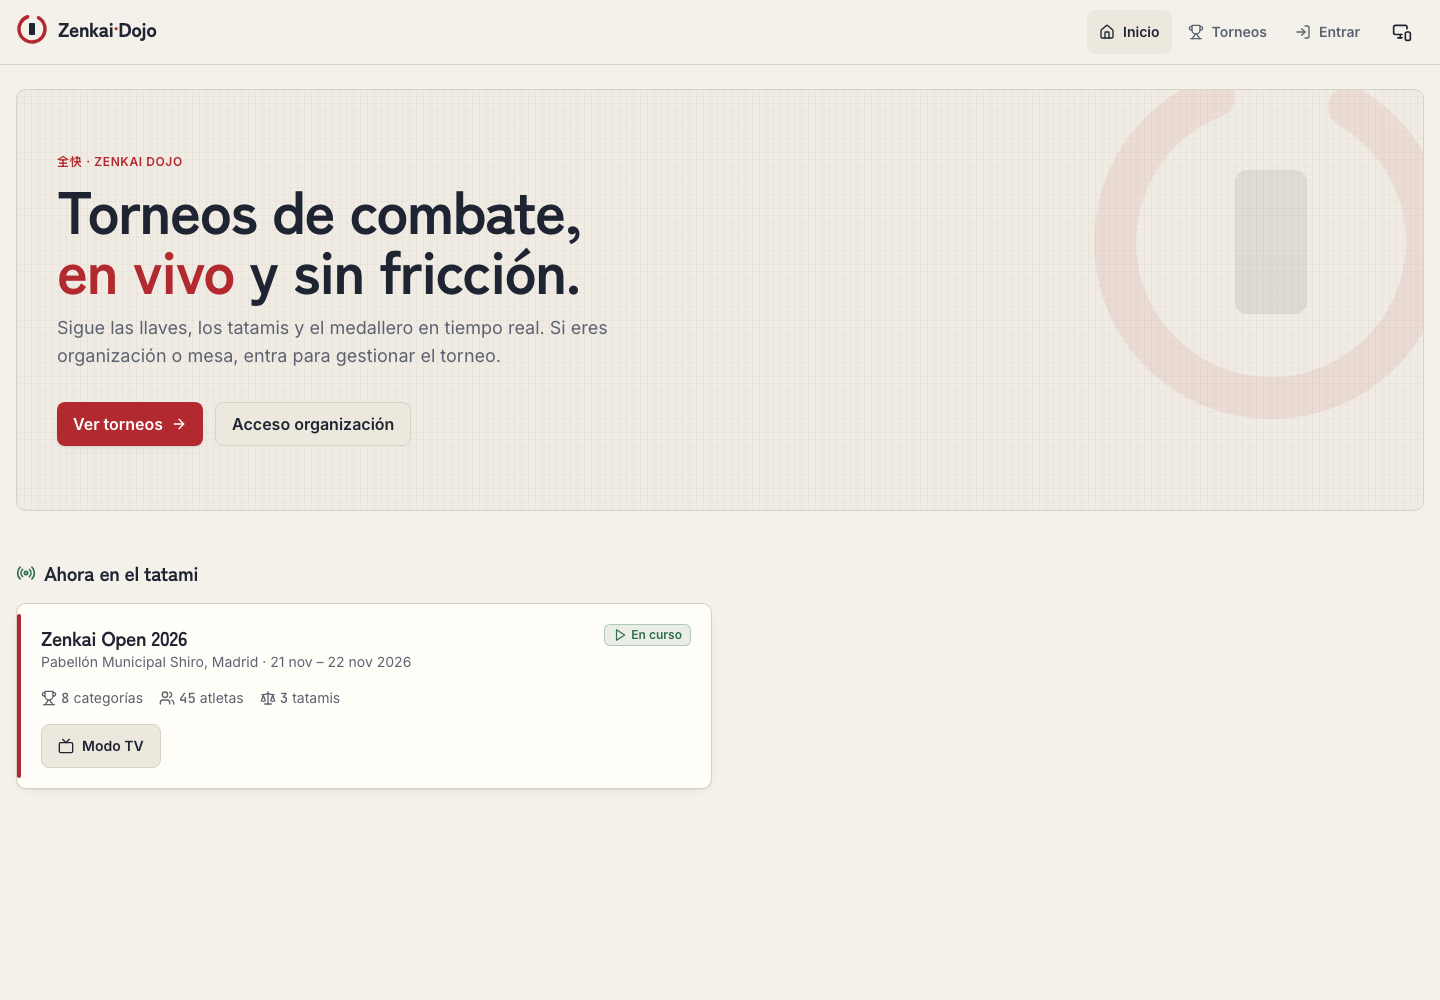 Zenkai·Dojo
Inicio
Torneos
Entrar
全快 · ZENKAI DOJO
Torneos de combate,
en vivo y sin fricción.
Sigue las llaves, los tatamis y el medallero en tiempo real. Si eres
organización o mesa, entra para gestionar el torneo.
Ver torneos
Acceso organización
Ahora en el tatami
Zenkai Open 2026
En curso
Pabellón Municipal Shiro, Madrid · 21 nov – 22 nov 2026
8 categorías
45 atletas
3 tatamis
Modo TV